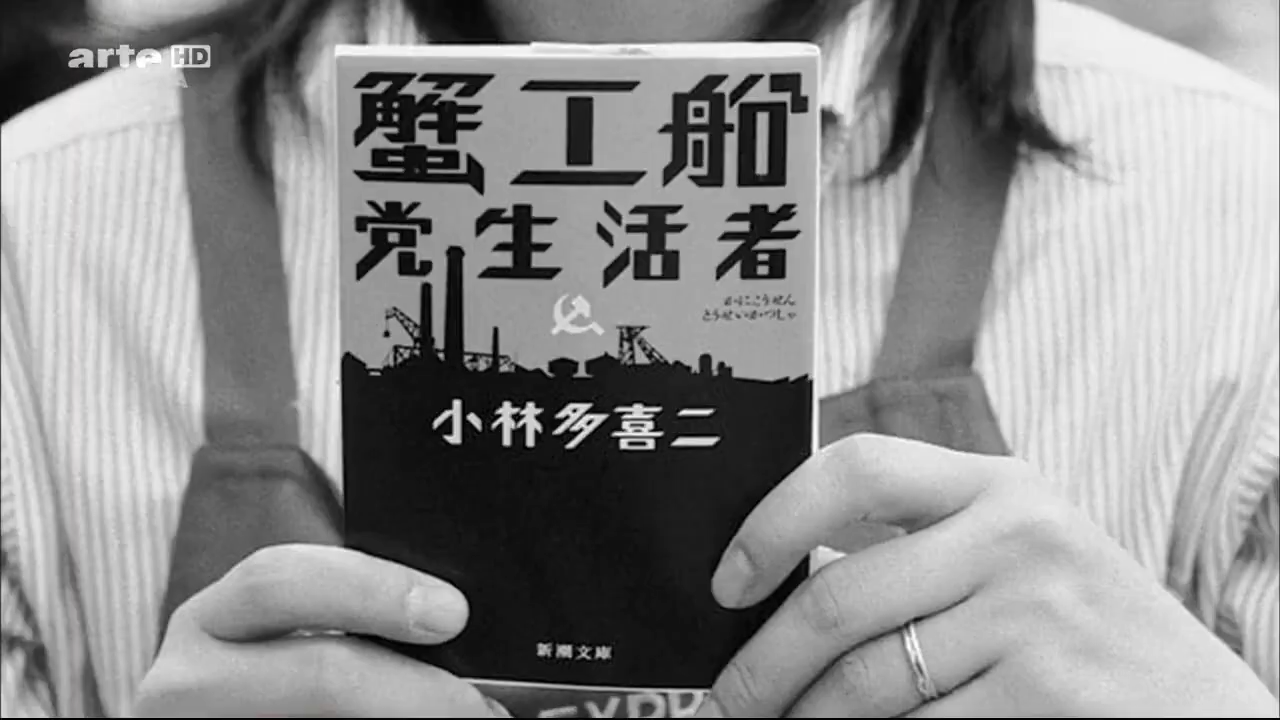 arte HD
蟹工船
党生活者
かにこうせん
とうせいかつしゃ
小林多喜二
新潮文庫